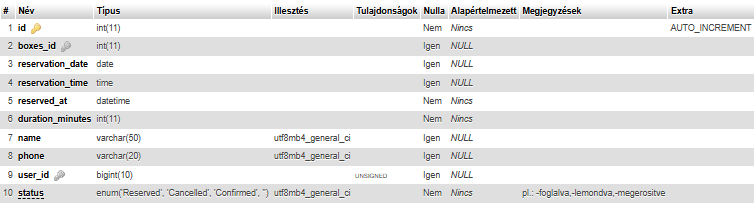 # Név Típus Illesztés Tulajdonságok Nulla Alapértelmezett Megjegyzések Extra
1 id int(11) Nem Nincs AUTO_INCREMENT
2 boxes_id int(11) Igen NULL
3 reservation_date date Igen NULL
4 reservation_time time Igen NULL
5 reserved_at datetime Nem Nincs
6 duration_minutes int(11) Nem Nincs
7 name varchar(50) utf8mb4_general_ci Igen NULL
8 phone varchar(20) utf8mb4_general_ci Igen NULL
9 user_id bigint(10) UNSIGNED Igen NULL
10 status enum('Reserved', 'Cancelled', 'Confirmed', '') utf8mb4_general_ci Nem Nincs pl.: -foglalva,-lemondva,-megerositve